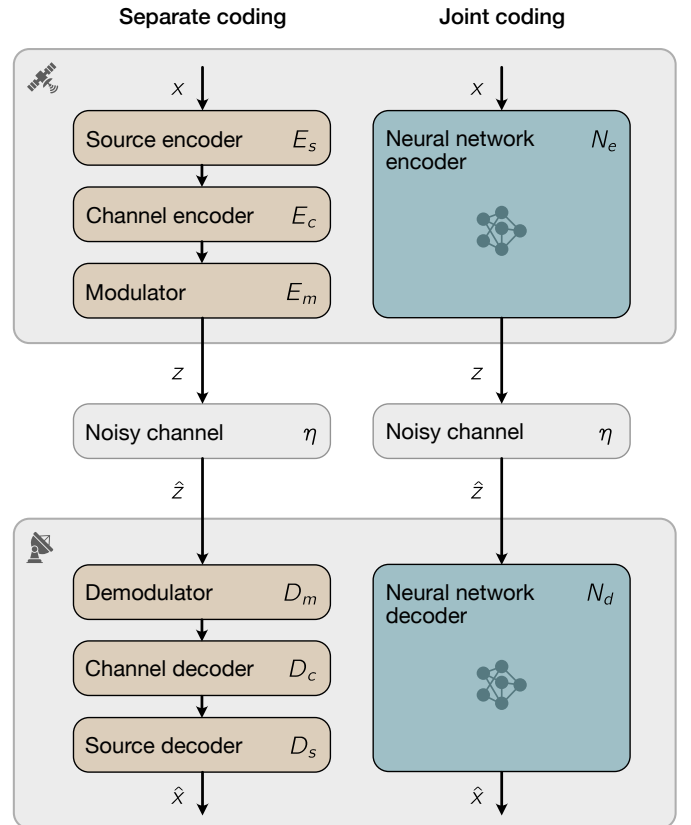 Separate coding
Joint coding
x
Source encoder E_s
Channel encoder E_c
Modulator E_m
z
Noisy channel η
ẑ
Demodulator D_m
Channel decoder D_c
Source decoder D_s
x̂
x
Neural network N_e
encoder
z
Noisy channel η
ẑ
Neural network N_d
decoder
x̂